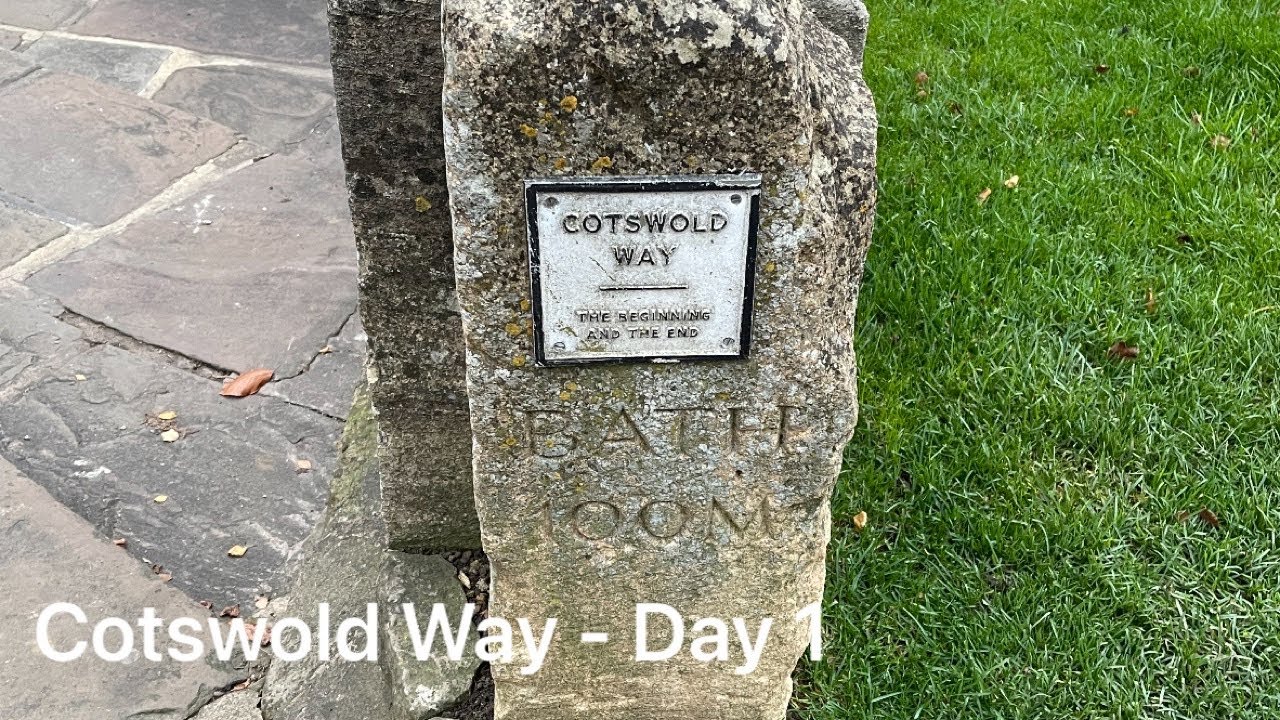 COTSWOLD
WAY
THE BEGINNING
AND THE END
BATH
100M
Cotswold Way - Day 1